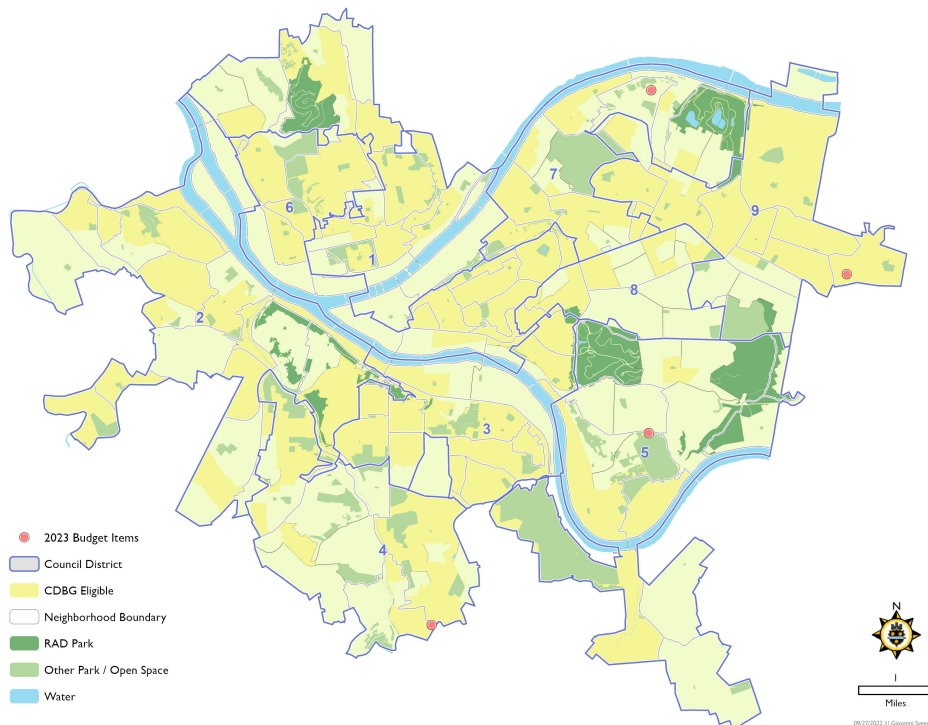 7
9
6
1
8
2
3
5
2023 Budget Items
Council District
4
CDBG Eligible
Neighborhood Boundary
RAD Park
N
Other Park / Open Space
1
Water
Miles